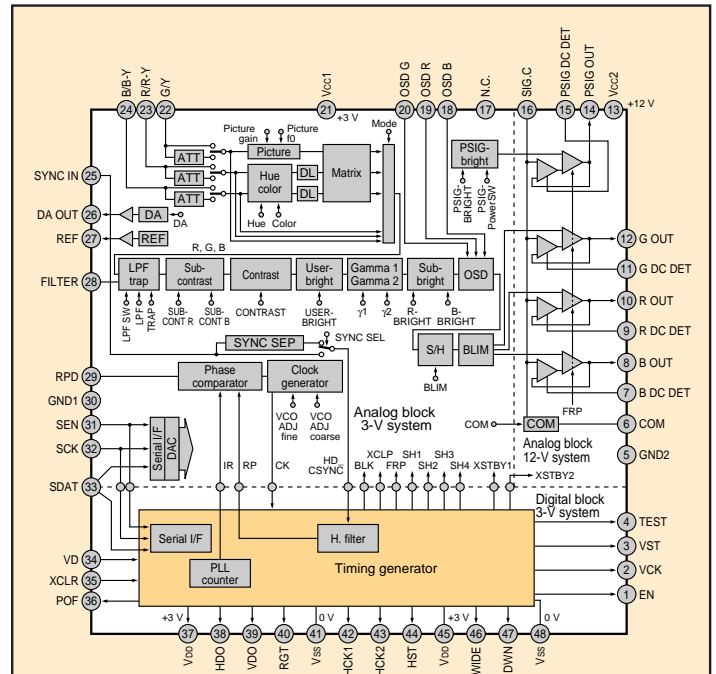 B/B-Y
R/R-Y
G/Y
Vcc1
OSD G
OSD R
OSD B
N.C.
SIG.C
PSIG DC DET
PSIG OUT
Vcc2
24
23
22
21
20
19
18
17
16
15
14
13
+3 V
+12 V
Picture gain
Picture f0
Mode
ATT
ATT
ATT
Picture
Hue color
DL
DL
Matrix
Hue
Color
PSIG-bright
PSIG-BRIGHT
PSIG-PowerSW
SYNC IN
25
DA OUT
26
DA
DA
REF
27
REF
R, G, B
FILTER
28
LPF trap
Sub-contrast
Contrast
User-bright
Gamma 1
Gamma 2
Sub-bright
OSD
LPF SW
LPF
TRAP
SUB-CONT R
SUB-CONT B
CONTRAST
USER-BRIGHT
γ1
γ2
R-BRIGHT
B-BRIGHT
SYNC SEP
SYNC SEL
S/H
BLIM
BLIM
12
G OUT
11
G DC DET
10
R OUT
9
R DC DET
8
B OUT
7
B DC DET
FRP
COM
COM
6
COM
5
GND2
RPD
29
Phase comparator
Clock generator
GND1
30
VCO ADJ fine
VCO ADJ coarse
Analog block 3-V system
Analog block 12-V system
SEN
31
SCK
32
SDAT
33
Serial I/F
DAC
IR
RP
CK
HD_CSYNC
BLK
XCLP
FRP
SH1
SH2
SH3
SH4
XSTBY1
XSTBY2
Digital block 3-V system
VD
34
XCLR
35
POF
36
Serial I/F
PLL counter
H. filter
Timing generator
4
TEST
3
VST
2
VCK
1
EN
+3 V
0 V
+3 V
0 V
37
38
39
40
41
42
43
44
45
46
47
48
VDD
HDO
VDO
RGT
VSS
HCK1
HCK2
HST
VDD
WIDE
DWN
VSS